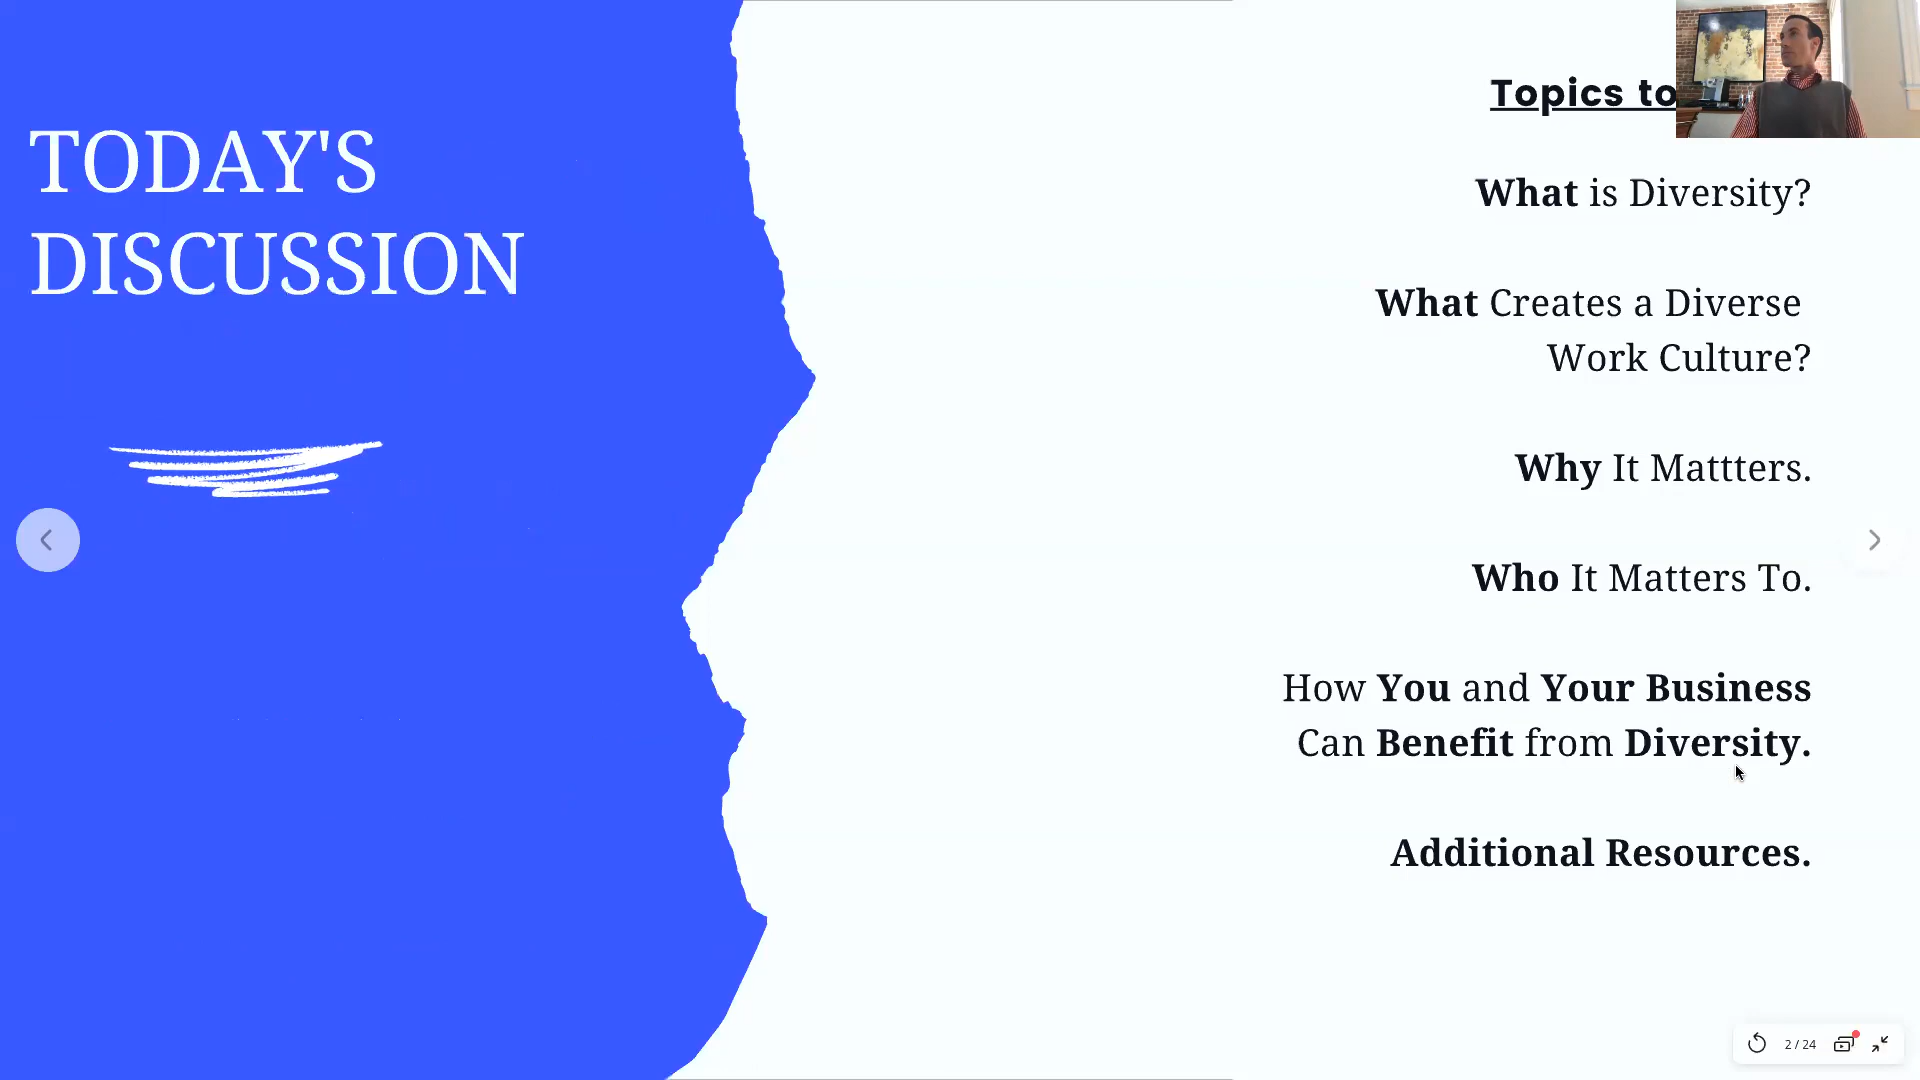 TODAY'S
DISCUSSION
Topics to
What is Diversity?
What Creates a Diverse
Work Culture?
Why It Mattters.
Who It Matters To.
How You and Your Business
Can Benefit from Diversity.
Additional Resources.
2 / 24